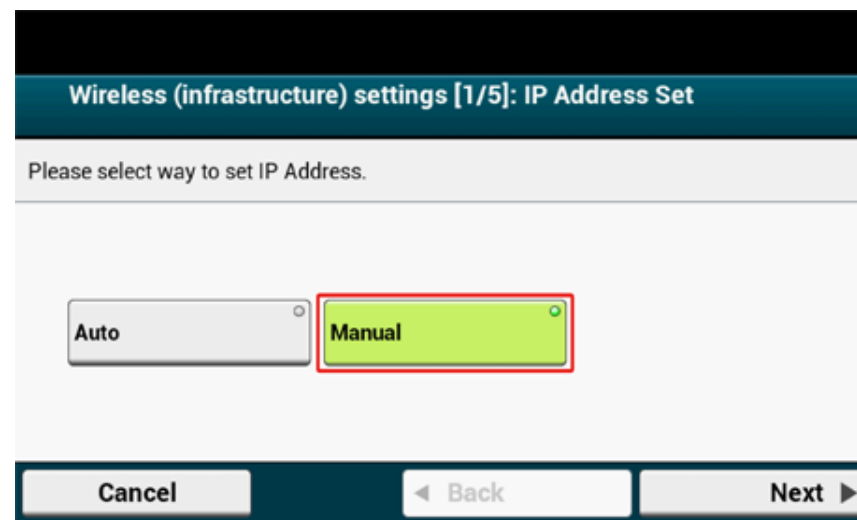 Wireless (infrastructure) settings [1/5]: IP Address Set
Please select way to set IP Address.
Auto
Manual
Cancel
Back
Next